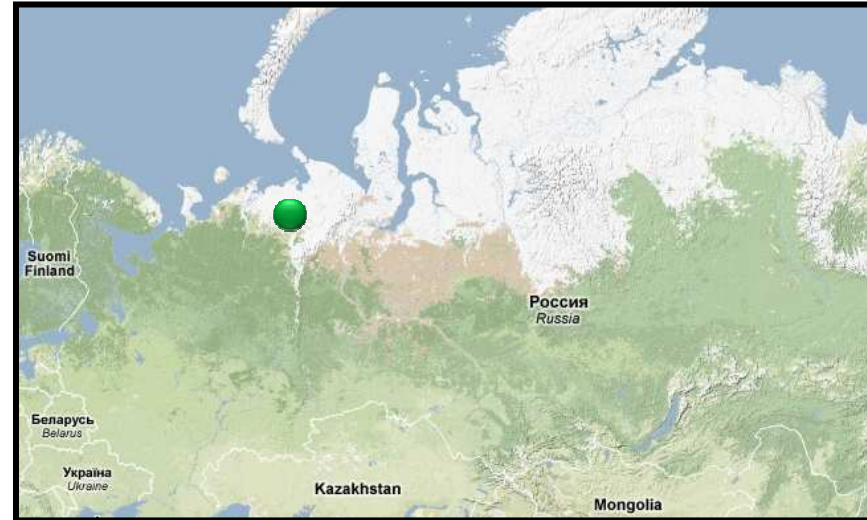 Suomi
Finland
Россия
Russia
Беларусь
Belarus
Україна
Ukraine
Kazakhstan
Mongolia